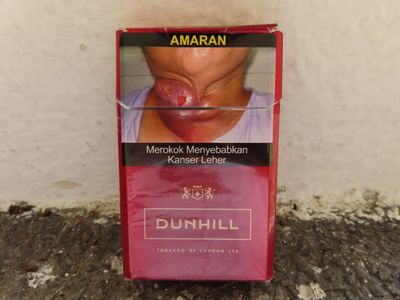 AMARAN
Merokok Menyebabkan
Kanser Leher
DUNHILL
TOBACCO OF LONDON LTD